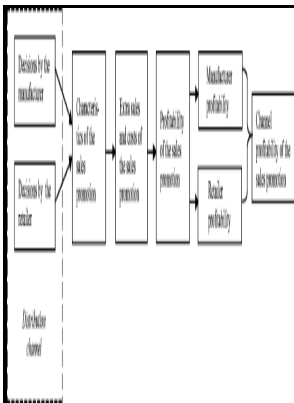 Decisions by the
manufacturer
Decisions by the
retailer
Distribution
channel
Characteris-
tics of the
sales
promotion
Extra sales
and costs of
the sales
promotion
Profitability
of the sales
promotion
Manufacturer
profitability
Retailer
profitability
Channel
profitability of the
sales promotion